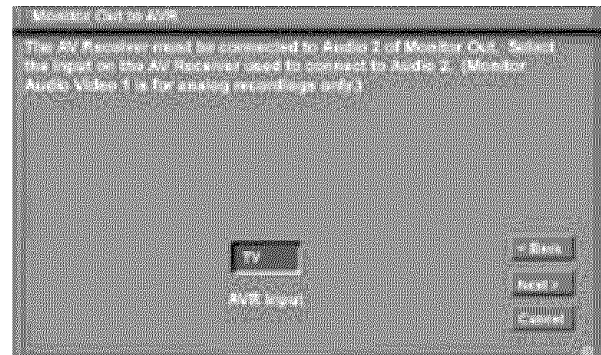 Monitor Out to AVR
The AV Receiver must be connected to Audio 2 of Monitor Out. Select
the input on the AV Receiver used to connect to Audio 2. (Monitor
Audio Video 1 is for analog recordings only.)
TV
AVR Input
< Back
Next >
Cancel